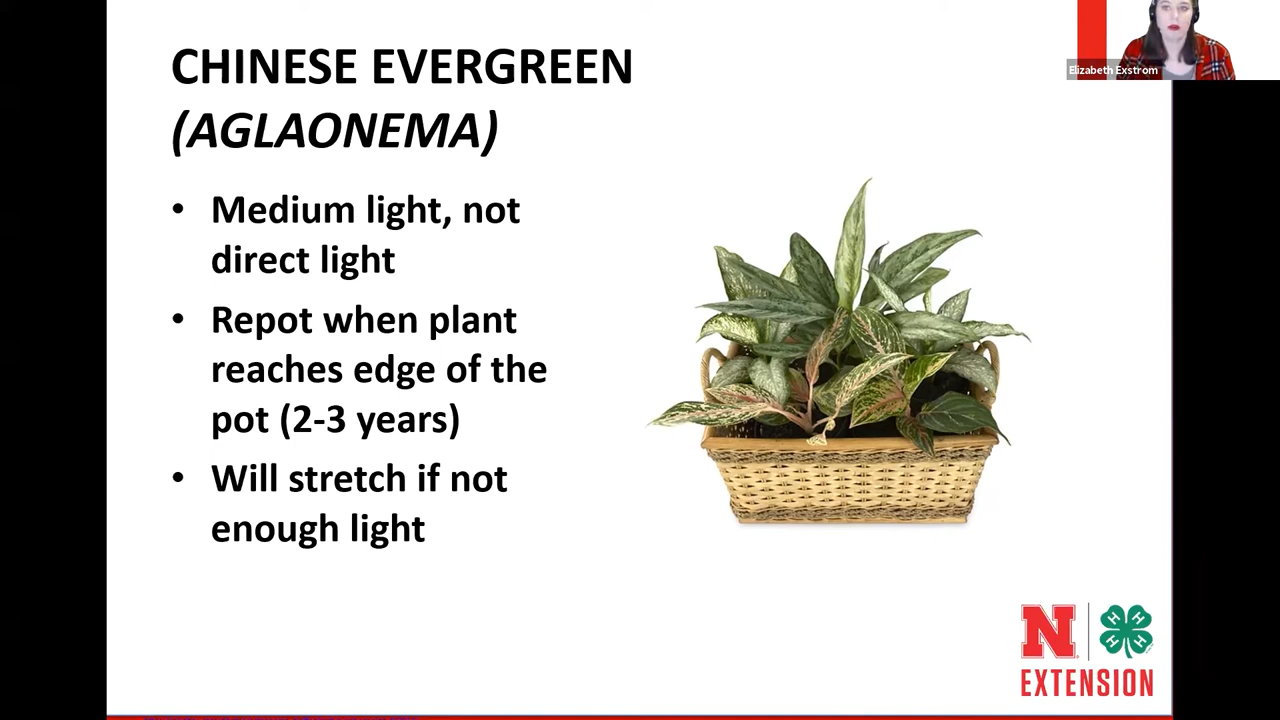 CHINESE EVERGREEN
(AGLAONEMA)
• Medium light, not
direct light
• Repot when plant
reaches edge of the
pot (2-3 years)
• Will stretch if not
enough light
Elizabeth Exstrom
N
H H H H
EXTENSION